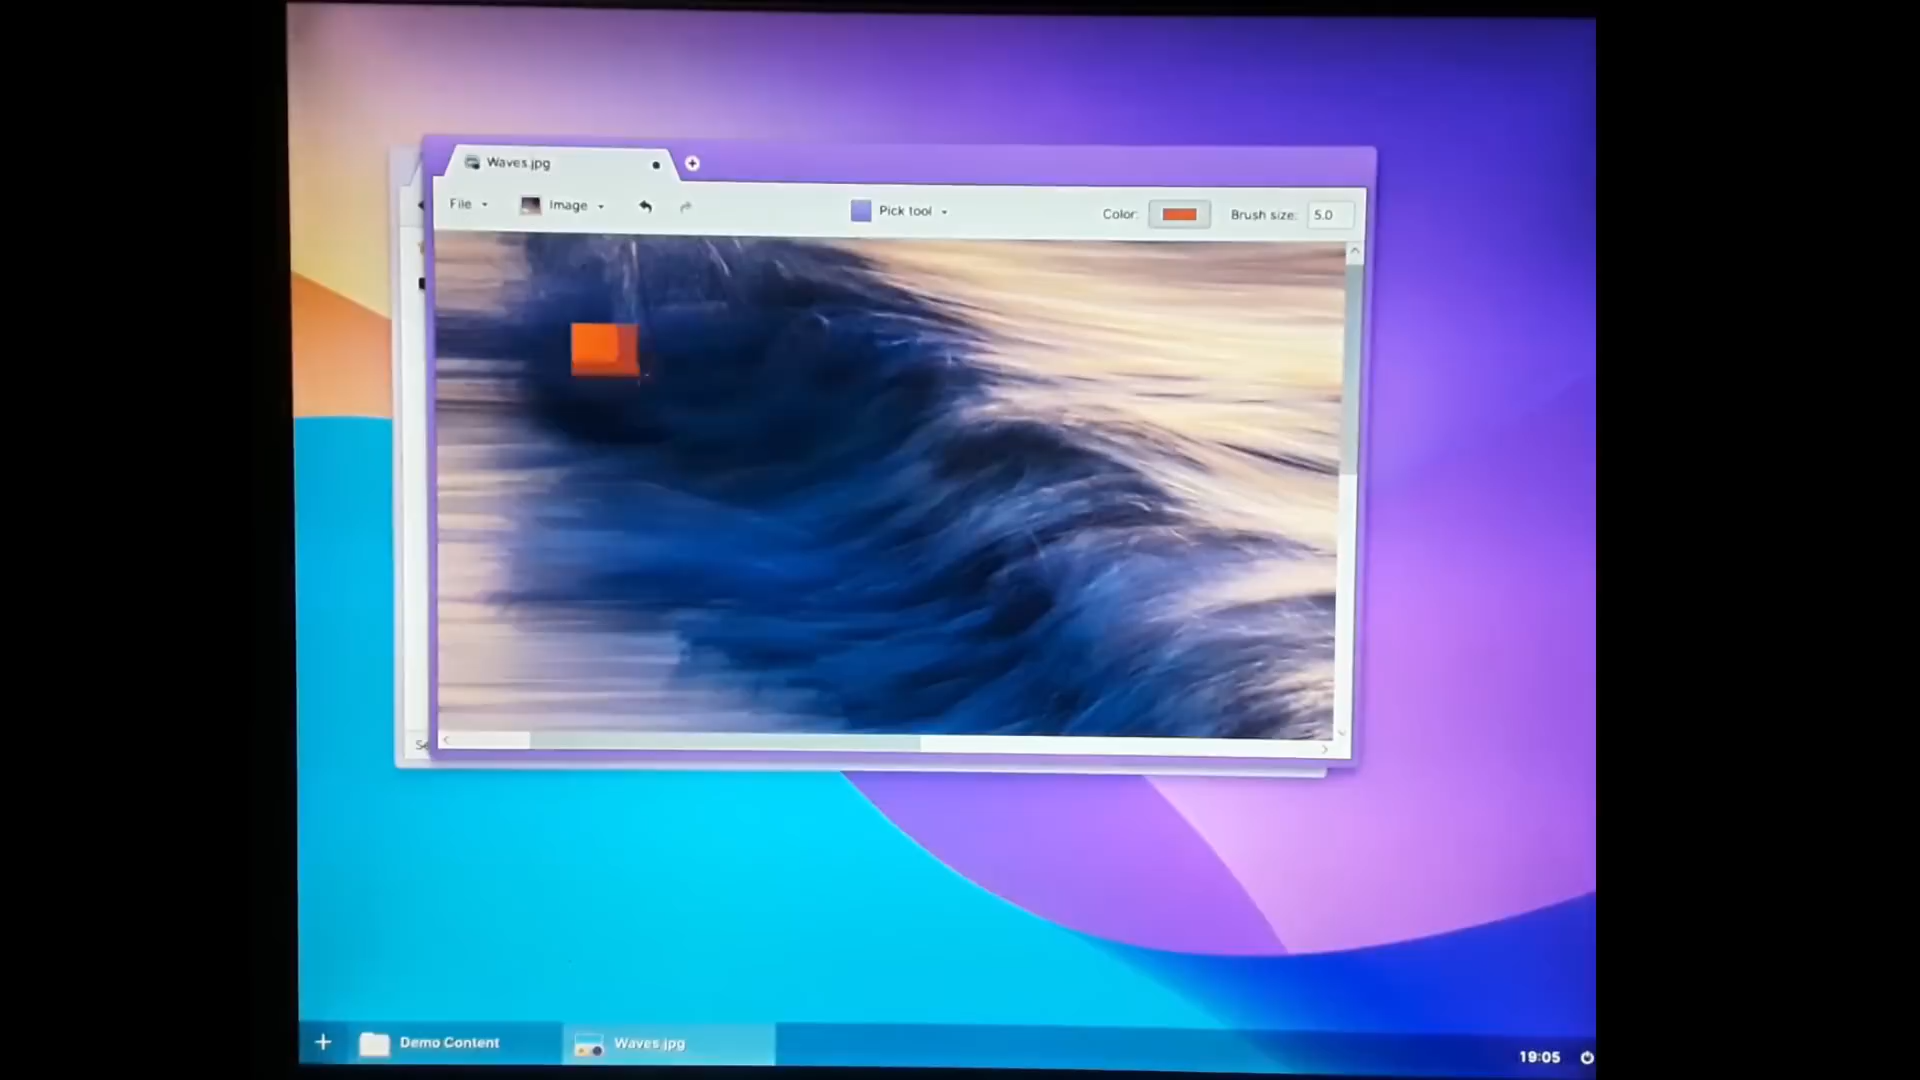 Waves.jpg
File
Image
Pick tool
Color:
Brush size:
5.0
Demo Content
Waves.jpg
19:05